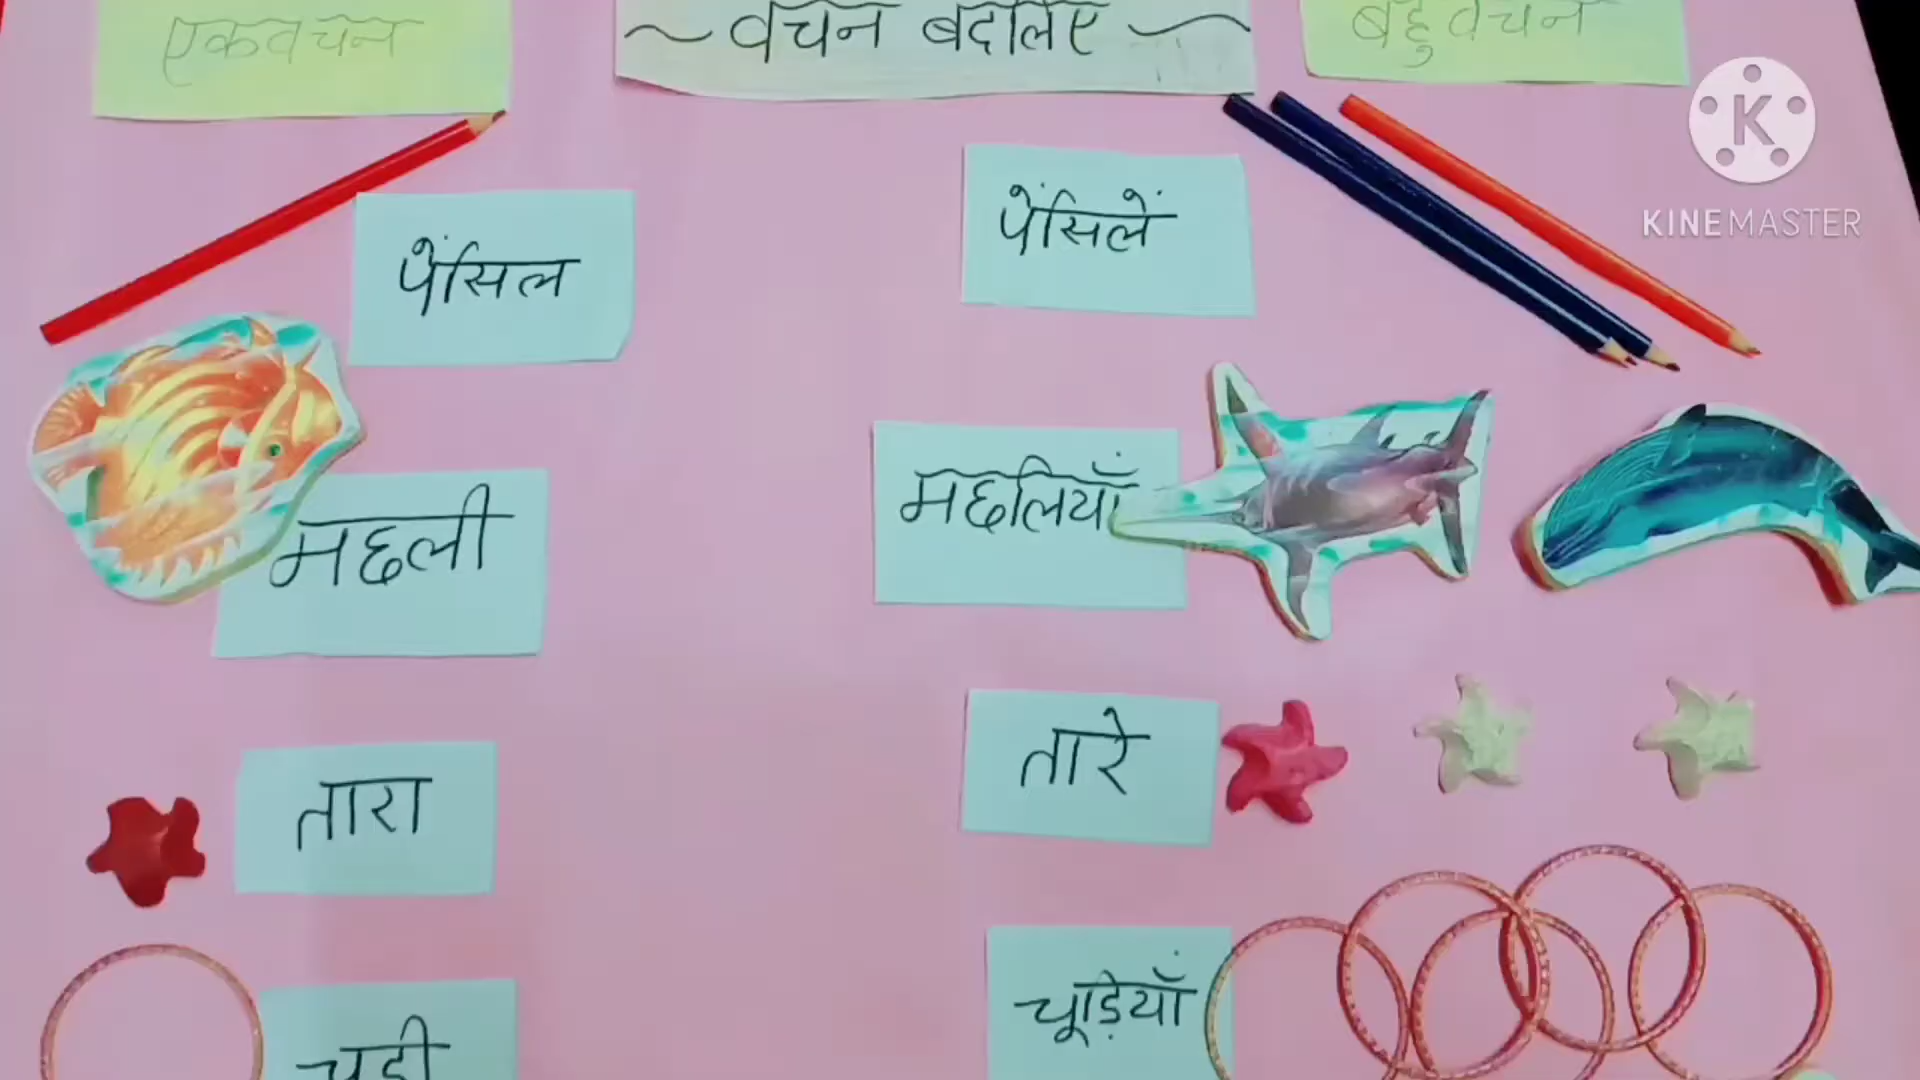 एकवचन
~ वचन बदलिए ~
बहुवचन
KINEMASTER
पेंसिल
पेंसिलें
मछली
मछलियाँ
तारा
तारे
चूड़ियाँ